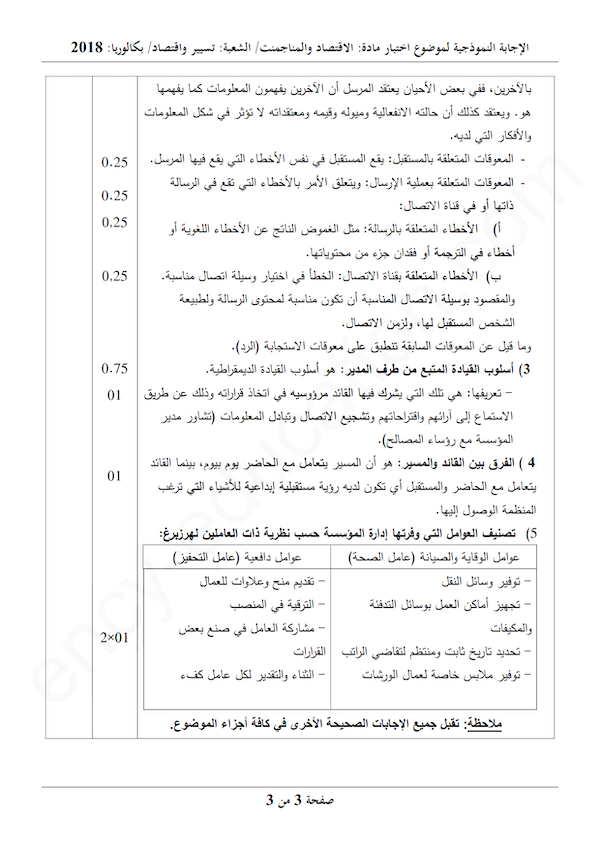 الإجابة النموذجية لموضوع اختبار مادة: الاقتصاد والمناجمنت/ الشعبة: تسيير واقتصاد/ بكالوريا: 2018
بالآخرين، ففي بعض الأحيان يعتقد المرسل أن الآخرين يفهمون المعلومات كما يفهمها
هو. ويعتقد كذلك أن حالته الانفعالية وميوله وقيمه ومعتقداته لا تؤثر في شكل المعلومات
والأفكار التي لديه.
- المعوقات المتعلقة بالمستقبل: يقع المستقبل في نفس الأخطاء التي يقع فيها المرسل. 0.25
- المعوقات المتعلقة بعملية الإرسال: ويتعلق الأمر بالأخطاء التي تقع في الرسالة 0.25
ذاتها أو في قناة الاتصال:
أ) الأخطاء المتعلقة بالرسالة: مثل الغموض الناتج عن الأخطاء اللغوية أو 0.25
أخطاء في الترجمة أو فقدان جزء من محتوياتها.
ب) الأخطاء المتعلقة بقناة الاتصال: الخطأ في اختيار وسيلة اتصال مناسبة. 0.25
والمقصود بوسيلة الاتصال المناسبة أن تكون مناسبة لمحتوى الرسالة ولطبيعة
الشخص المستقبل لها، ولزمن الاتصال.
وما قيل عن المعوقات السابقة تنطبق على معوقات الاستجابة (الرد).
3) أسلوب القيادة المتبع من طرف المدير: هو أسلوب القيادة الديمقراطية. 0.75
– تعريفها: هي تلك التي يشرك فيها القائد مرؤوسيه في اتخاذ قراراته وذلك عن طريق 01
الاستماع إلى آرائهم واقتراحاتهم وتشجيع الاتصال وتبادل المعلومات (تشاور مدير
المؤسسة مع رؤساء المصالح).
4 ) الفرق بين القائد والمسير: هو أن المسير يتعامل مع الحاضر يوم بيوم، بينما القائد 01
يتعامل مع الحاضر والمستقبل أي تكون لديه رؤية مستقبلية إبداعية للأشياء التي ترغب
المنظمة الوصول إليها.
5) تصنيف العوامل التي وفرتها إدارة المؤسسة حسب نظرية ذات العاملين لهرزبرغ:
عوامل الوقاية والصيانة (عامل الصحة) عوامل دافعية (عامل التحفيز)
– توفير وسائل النقل – تقديم منح وعلاوات للعمال
– تجهيز أماكن العمل بوسائل التدفئة – الترقية في المنصب
والمكيفات – مشاركة العامل في صنع بعض 2×01
– تحديد تاريخ ثابت ومنتظم لتقاضي الراتب القرارات
– توفير ملابس خاصة لعمال الورشات – الثناء والتقدير لكل عامل كفء
ملاحظة: تقبل جميع الإجابات الصحيحة الأخرى في كافة أجزاء الموضوع.
صفحة 3 من 3